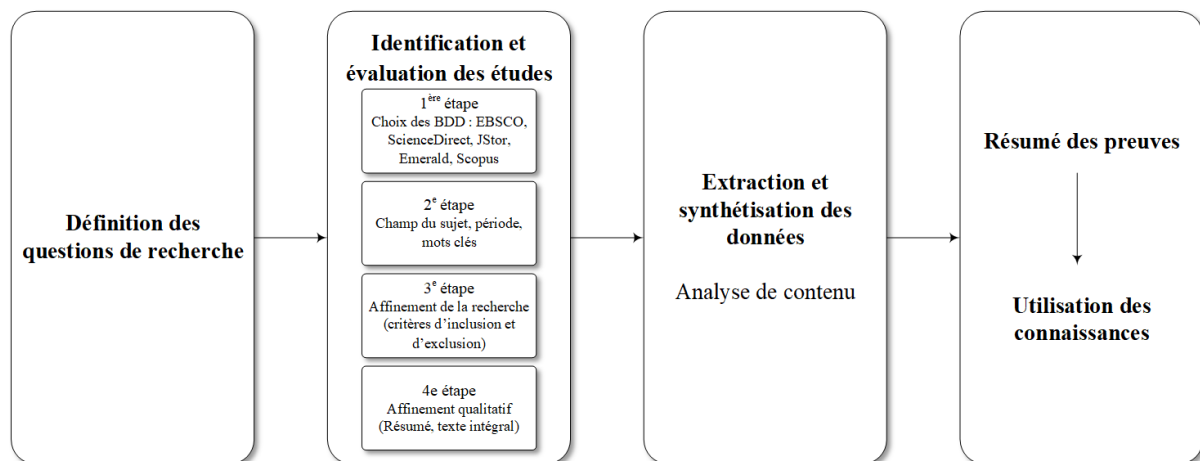 Définition des
questions de recherche
Identification et
évaluation des études
1ère étape
Choix des BDD : EBSCO,
ScienceDirect, JStor,
Emerald, Scopus
2e étape
Champ du sujet, période,
mots clés
3e étape
Affinement de la recherche
(critères d’inclusion et
d’exclusion)
4e étape
Affinement qualitatif
(Résumé, texte intégral)
Extraction et
synthétisation des
données
Analyse de contenu
Résumé des preuves
Utilisation des
connaissances